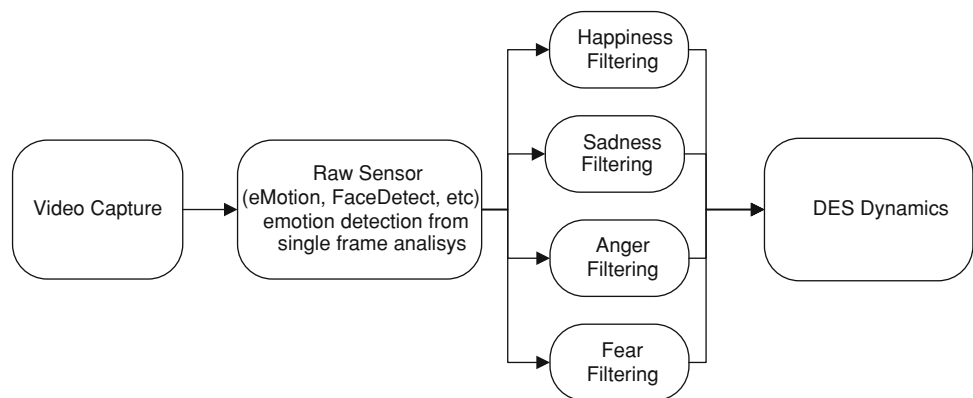 Video Capture
Raw Sensor
(eMotion, FaceDetect, etc)
emotion detection from
single frame analisys
Happiness
Filtering
Sadness
Filtering
Anger
Filtering
Fear
Filtering
DES Dynamics